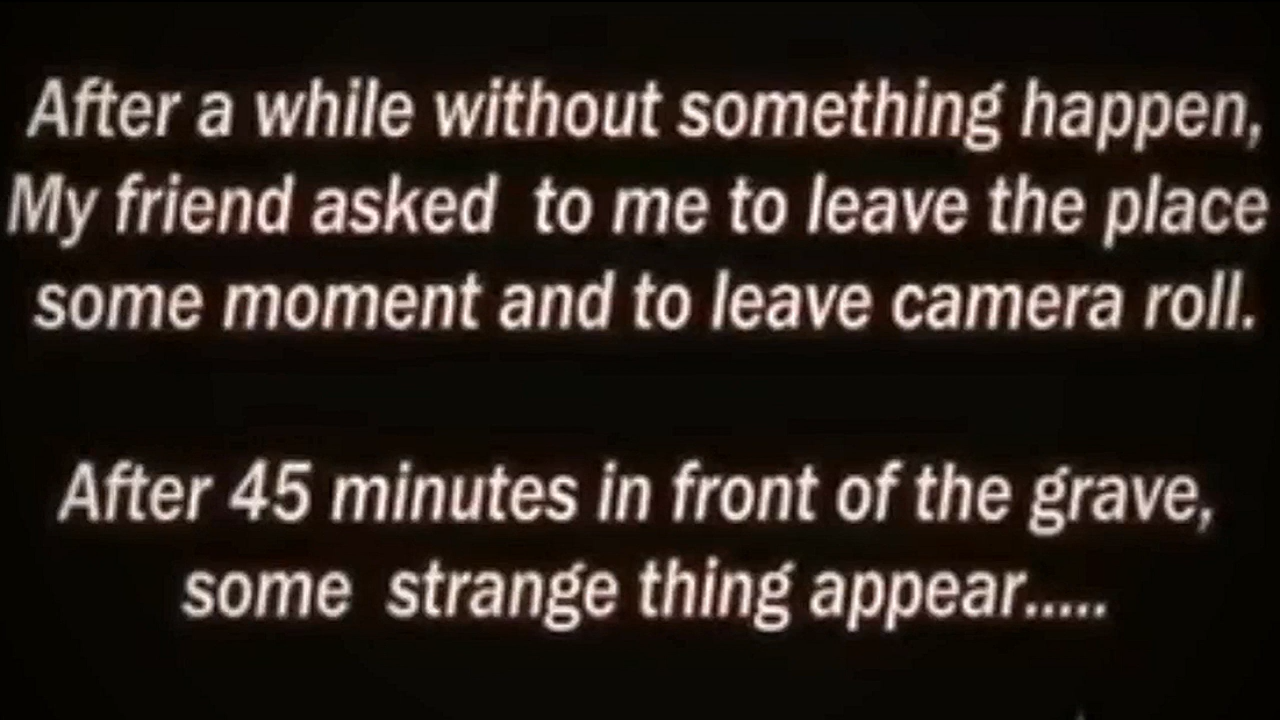 After a while without something happen,
My friend asked  to me to leave the place
some moment and to leave camera roll.
After 45 minutes in front of the grave,
some  strange thing appear.....